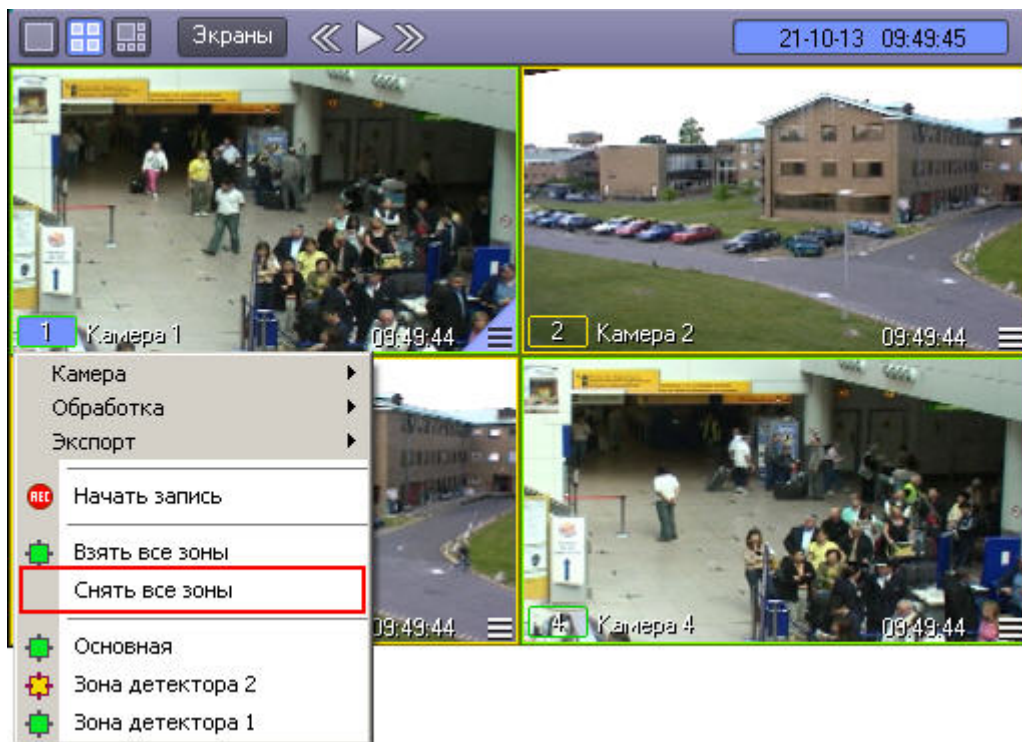 Экраны
21-10-13 09:49:45
1 Камера 1 09:49:44
2 Камера 2 09:49:44
Камера
Обработка
Экспорт
REC Начать запись
Взять все зоны
Снять все зоны
Основная
Зона детектора 2
Зона детектора 1
09:49:44
4 Камера 4 09:49:44